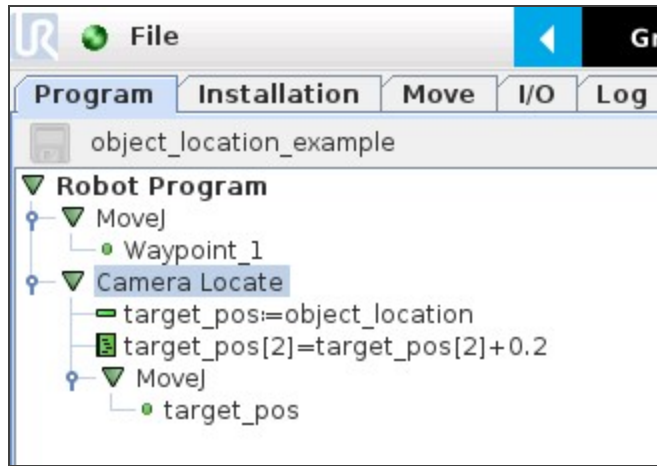 UR File Gr
Program Installation Move I/O Log
object_location_example
Robot Program
MoveJ
Waypoint_1
Camera Locate
target_pos≔object_location
target_pos[2]=target_pos[2]+0.2
MoveJ
target_pos